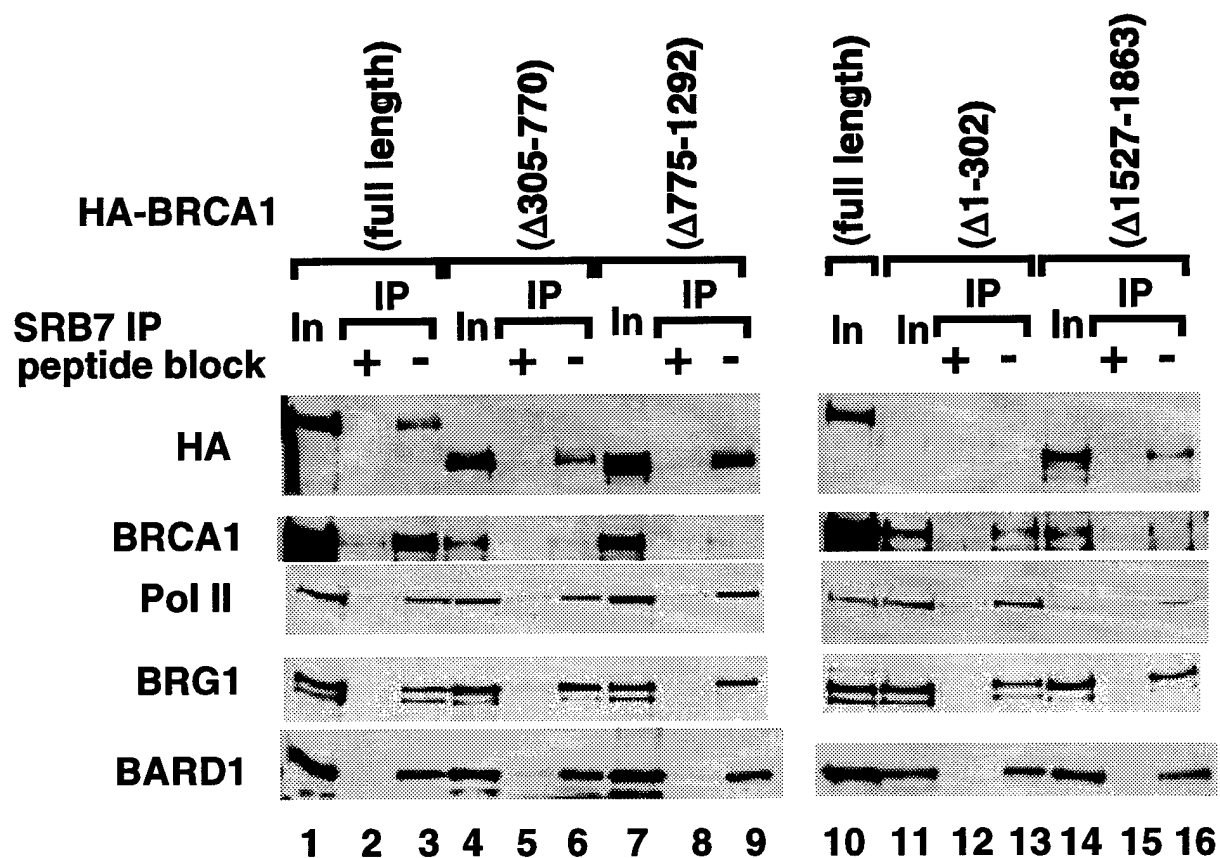 HA-BRCA1 (full length) (Δ305-770) (Δ775-1292) (full length) (Δ1-302) (Δ1527-1863)
IP IP IP IP IP
SRB7 IP In In In In In In
peptide block + - + - + - + - + -
HA
BRCA1
Pol II
BRG1
BARD1
1 2 3 4 5 6 7 8 9 10 11 12 13 14 15 16